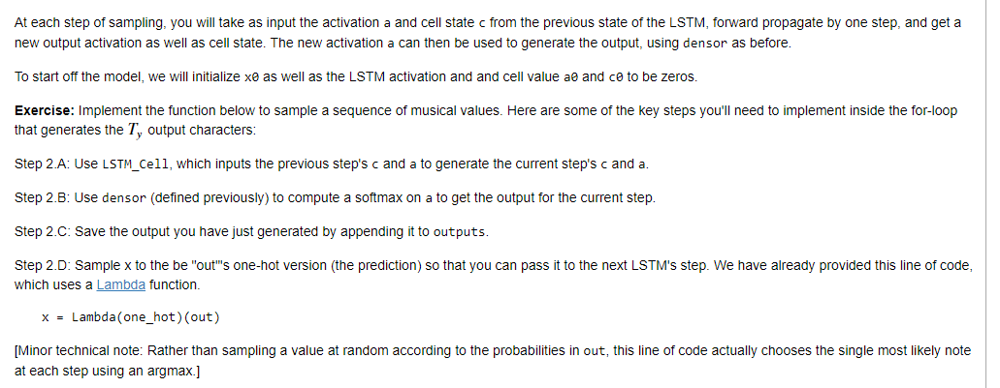 At each step of sampling, you will take as input the activation a and cell state c from the previous state of the LSTM, forward propagate by one step, and get a
new output activation as well as cell state. The new activation a can then be used to generate the output, using densor as before.
To start off the model, we will initialize x0 as well as the LSTM activation and and cell value a0 and c0 to be zeros.
Exercise: Implement the function below to sample a sequence of musical values. Here are some of the key steps you'll need to implement inside the for-loop
that generates the Ty output characters:
Step 2.A: Use LSTM_Cell, which inputs the previous step's c and a to generate the current step's c and a.
Step 2.B: Use densor (defined previously) to compute a softmax on a to get the output for the current step.
Step 2.C: Save the output you have just generated by appending it to outputs.
Step 2.D: Sample x to the be "out"'s one-hot version (the prediction) so that you can pass it to the next LSTM's step. We have already provided this line of code,
which uses a Lambda function.
x = Lambda(one_hot)(out)
[Minor technical note: Rather than sampling a value at random according to the probabilities in out, this line of code actually chooses the single most likely note
at each step using an argmax.]